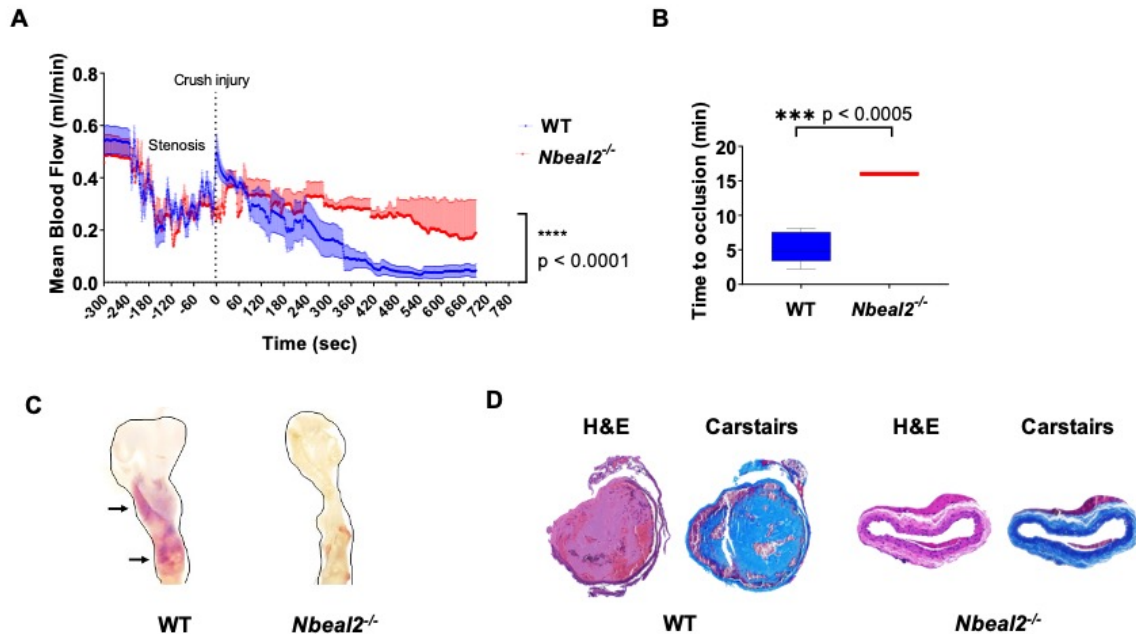 A
Mean Blood Flow (ml/min)
0.8
0.6
0.4
0.2
0.0
Crush injury
Stenosis
WT
Nbeal2-/-
****
p < 0.0001
-300 -240 -180 -120 -60 0 60 120 180 240 300 360 420 480 540 600 660 720 780
Time (sec)
B
*** p < 0.0005
Time to occlusion (min)
20
15
10
5
0
WT Nbeal2-/-
C
WT Nbeal2-/-
D
H&E Carstairs H&E Carstairs
WT Nbeal2-/-